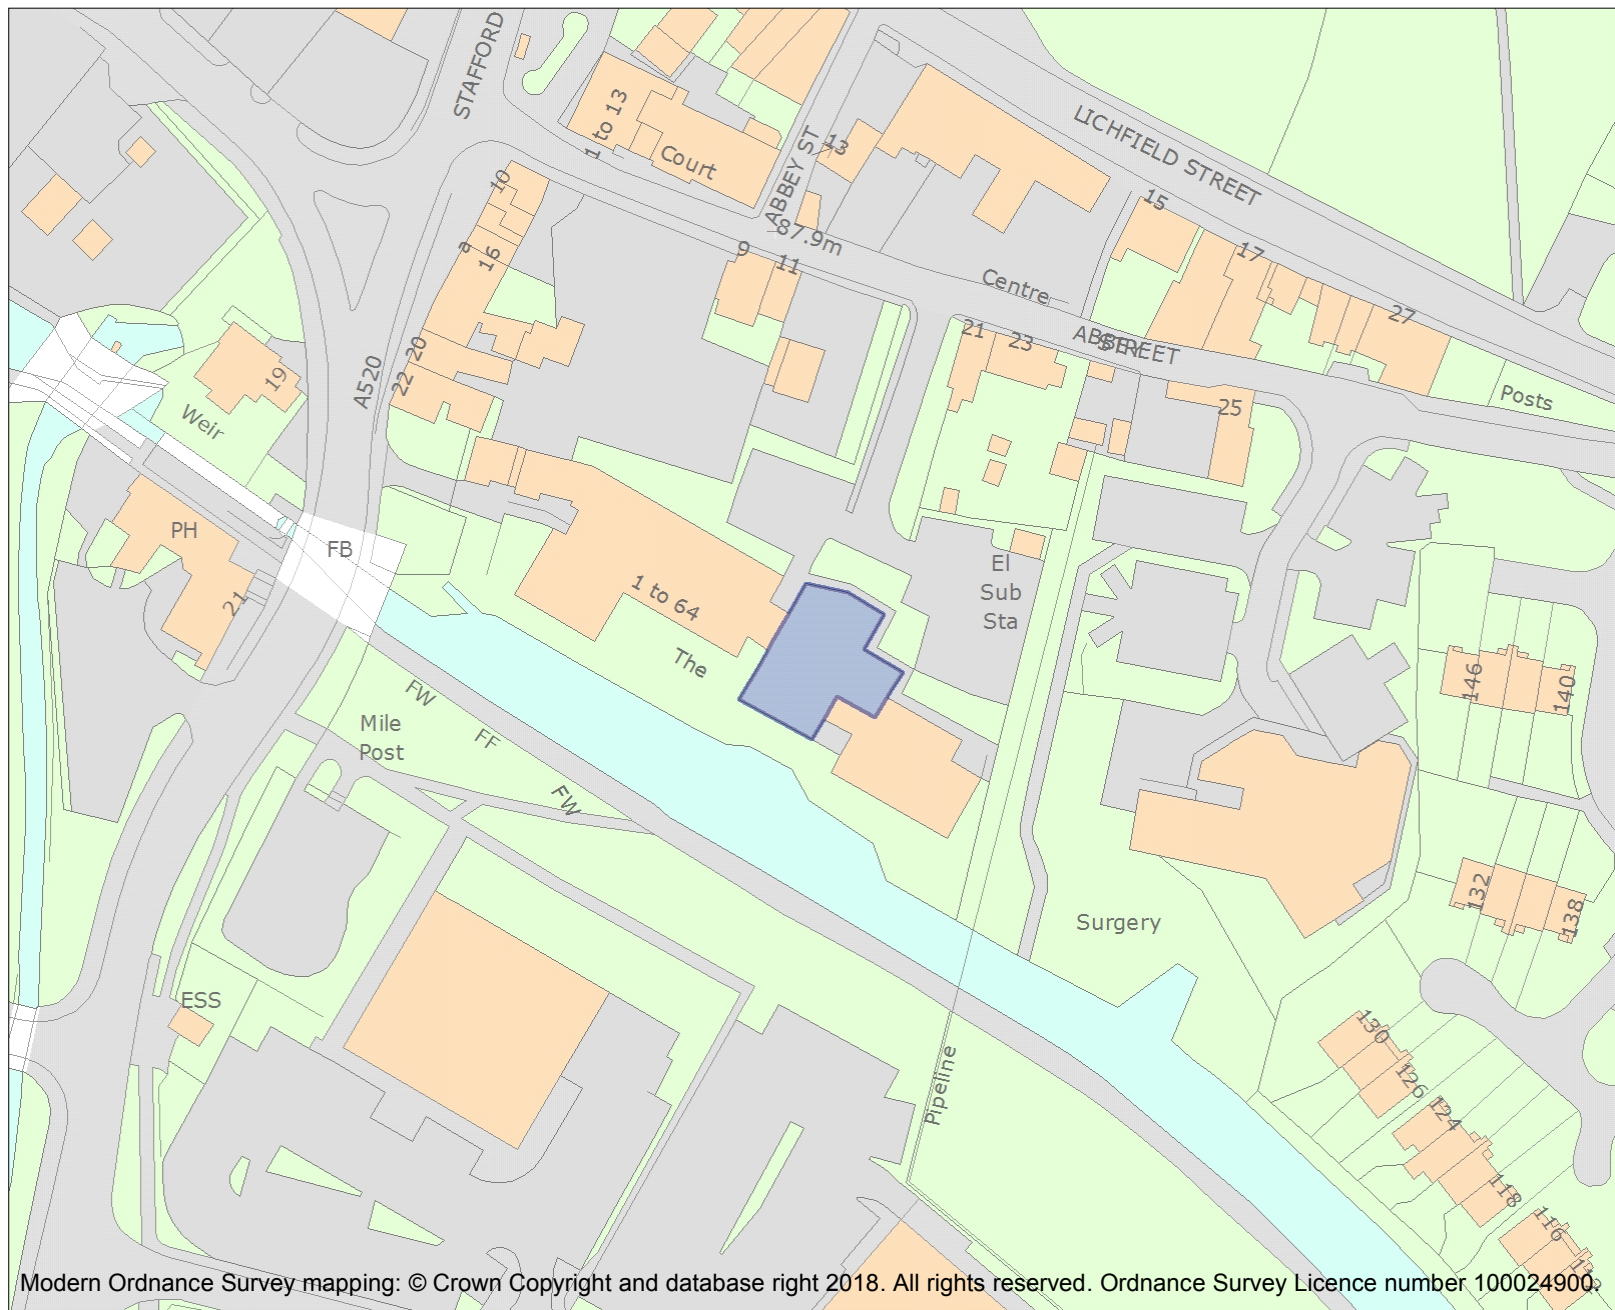 STAFFORD
1 to 13
Court
ABBEY ST
13
LICHFIELD STREET
10
a
16
87.9m
9
11
15
17
Centre
27
21
23
ABBEY
STREET
A520
20
22
19
Weir
25
Posts
PH
FB
21
1 to 64
The
El
Sub
Sta
FW
Mile
Post
FF
FW
146
140
132
138
Surgery
ESS
Pipeline
130
126
124
118
116
Modern Ordnance Survey mapping: © Crown Copyright and database right 2018. All rights reserved. Ordnance Survey Licence number 100024900.